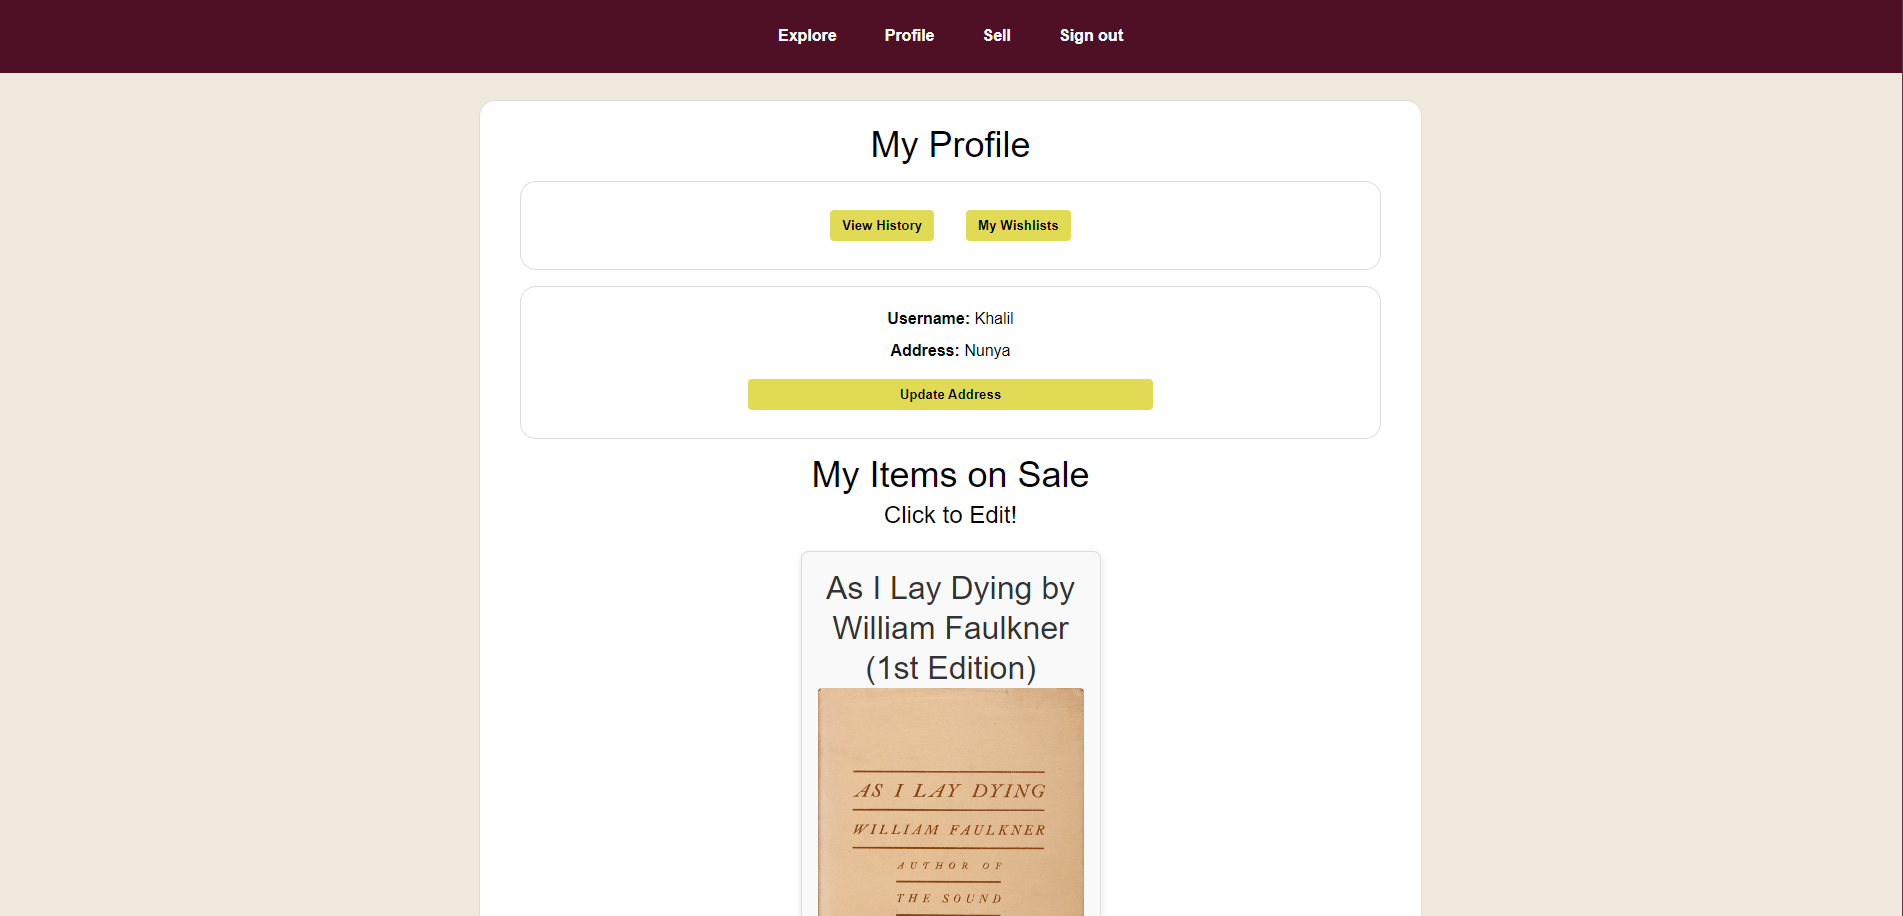 Explore Profile Sell Sign out
My Profile
View History My Wishlists
Username: Khalil
Address: Nunya
Update Address
My Items on Sale
Click to Edit!
As I Lay Dying by
William Faulkner
(1st Edition)
AS I LAY DYING
WILLIAM FAULKNER
AUTHOR OF
THE SOUND